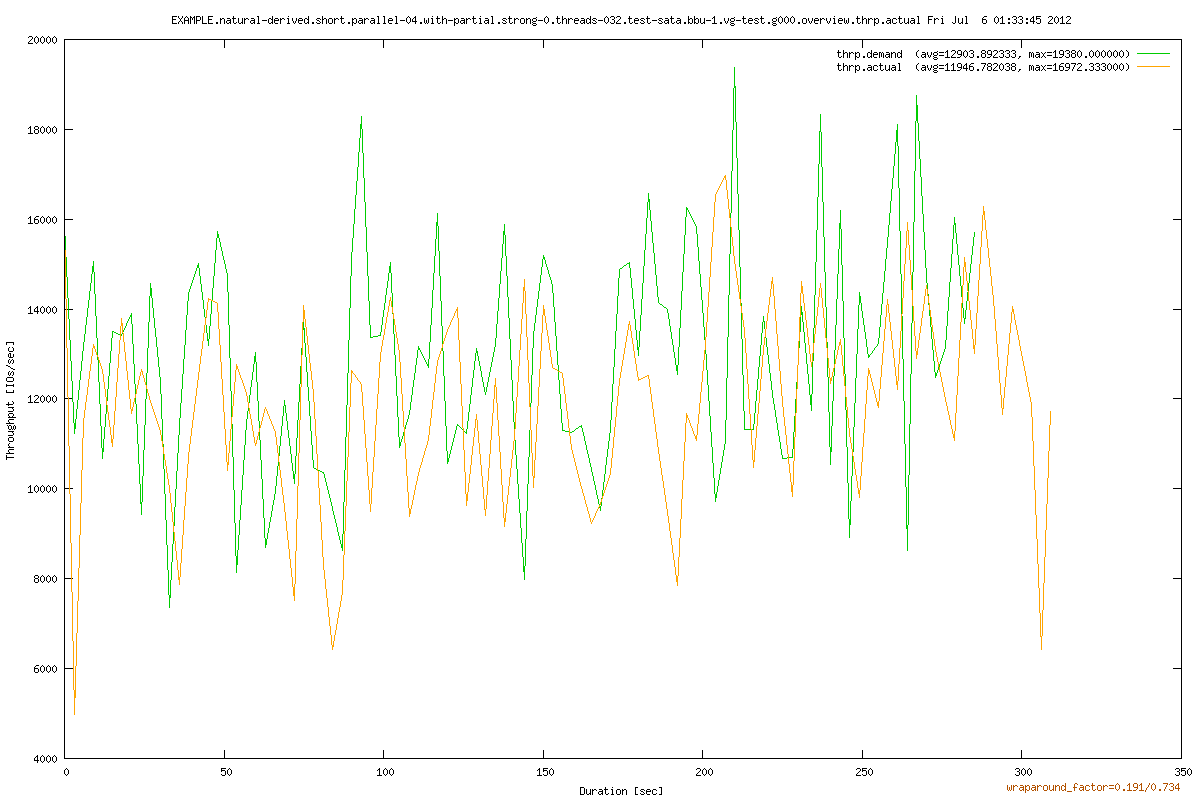 EXAMPLE.natural-derived.short.parallel-04.with-partial.strong-0.threads-032.test-sata.bbu-1.vg-test.g000.overview.thrp.actual Fri Jul  6 01:33:45 2012
thrp.demand  (avg=12903.892333, max=19380.000000)
thrp.actual  (avg=11946.782038, max=16972.333000)
20000
18000
16000
14000
12000
10000
8000
6000
4000
Throughput [IOs/sec]
0 50 100 150 200 250 300 350
Duration [sec]
wraparound_factor=0.191/0.734